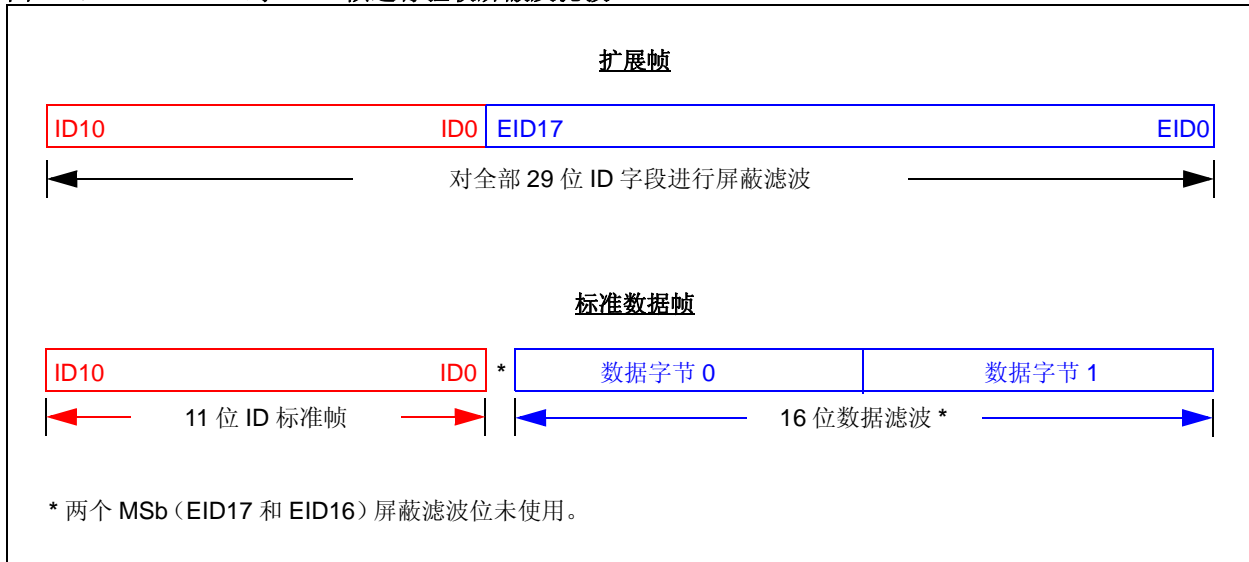 扩展帧
ID10 ID0 EID17 EID0
对全部 29 位 ID 字段进行屏蔽滤波
标准数据帧
ID10 ID0 * 数据字节 0 数据字节 1
11 位 ID 标准帧 16 位数据滤波 *
* 两个 MSb（EID17 和 EID16）屏蔽滤波位未使用。